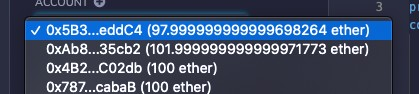 ACCOUNT
✓ 0x5B3...eddC4 (97.999999999999698264 ether)
0xAb8...35cb2 (101.999999999999971773 ether)
0x4B2...C02db (100 ether)
0x787...cabaB (100 ether)
3